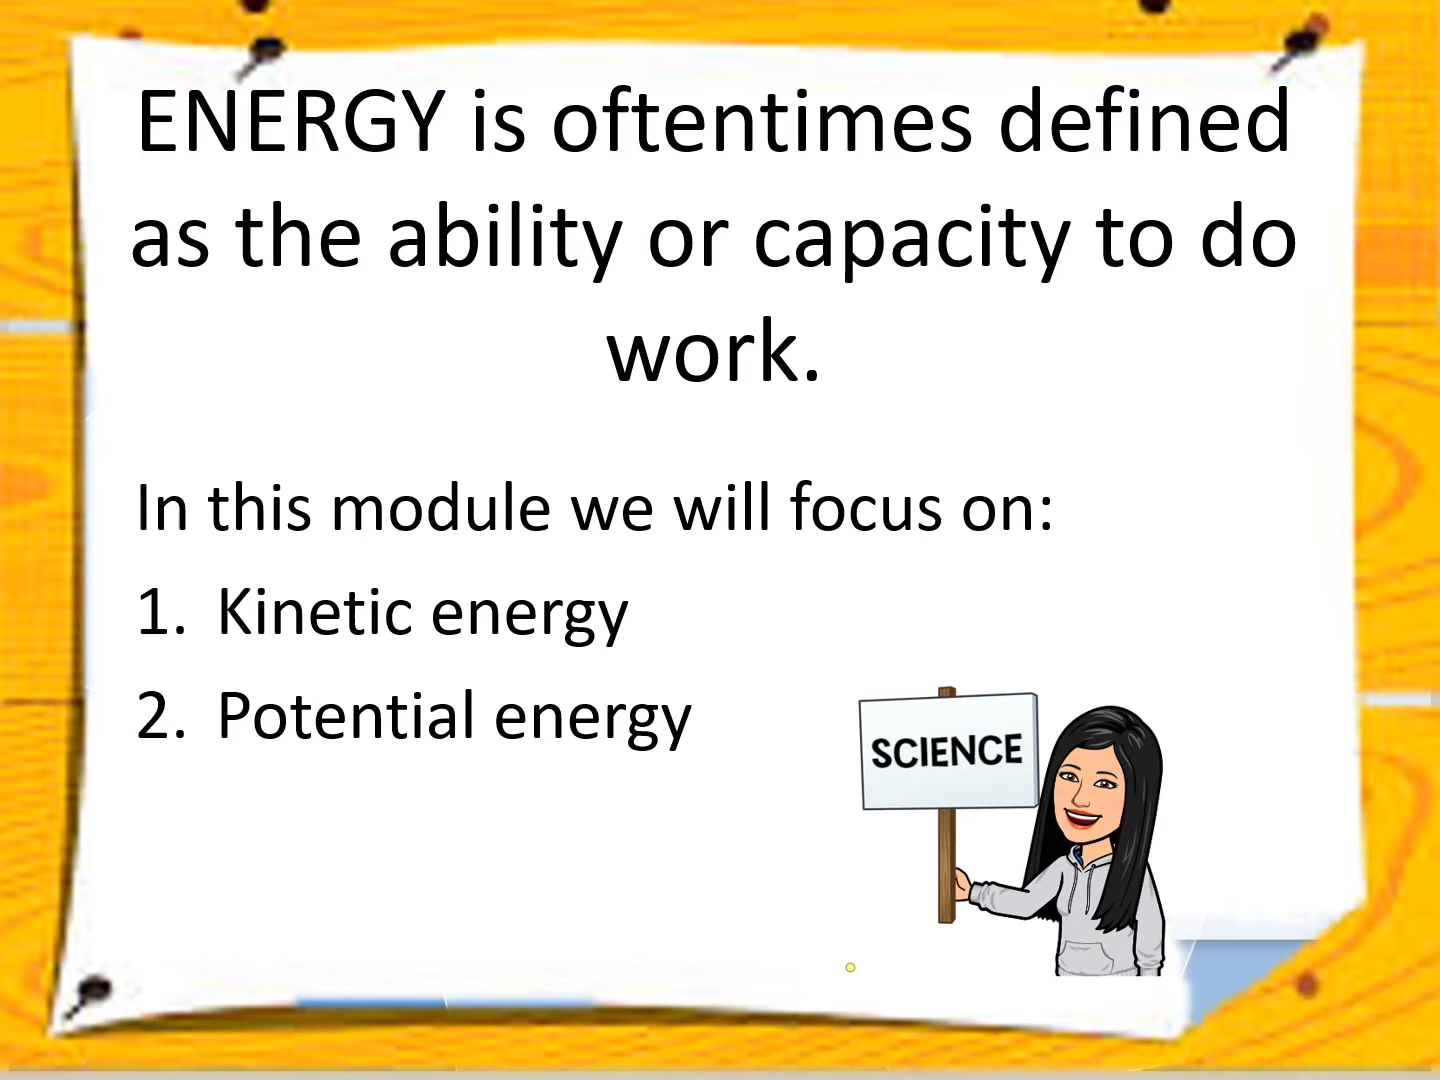 ENERGY is oftentimes defined
as the ability or capacity to do
work.
In this module we will focus on:
1. Kinetic energy
2. Potential energy
SCIENCE